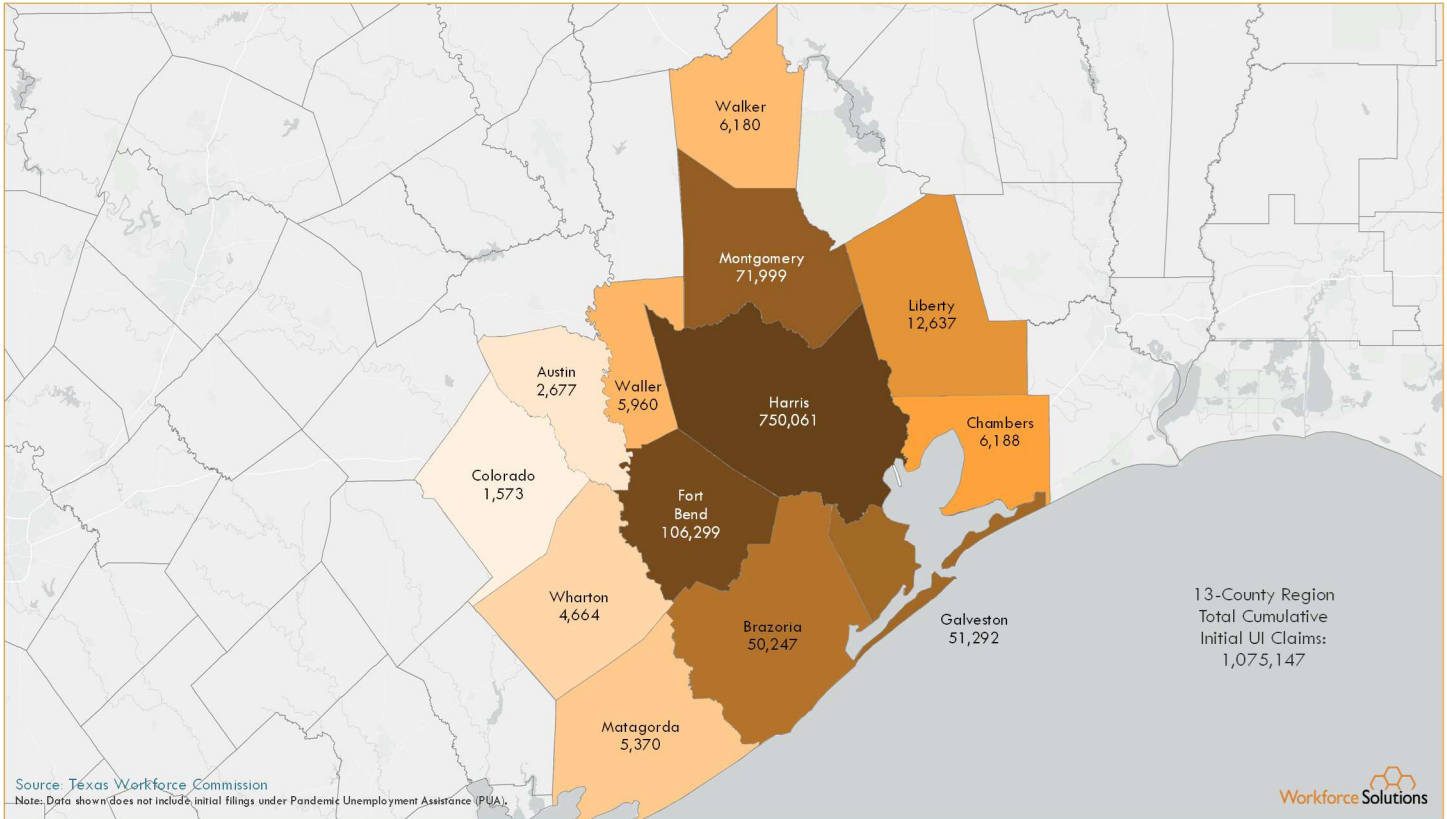 Walker
6,180
Montgomery
71,999
Liberty
12,637
Austin
2,677
Waller
5,960
Harris
750,061
Chambers
6,188
Colorado
1,573
Fort
Bend
106,299
Wharton
4,664
Brazoria
50,247
Galveston
51,292
13-County Region
Total Cumulative
Initial UI Claims:
1,075,147
Matagorda
5,370
Source: Texas Workforce Commission
Note: Data shown does not include initial filings under Pandemic Unemployment Assistance (PUA).
Workforce Solutions